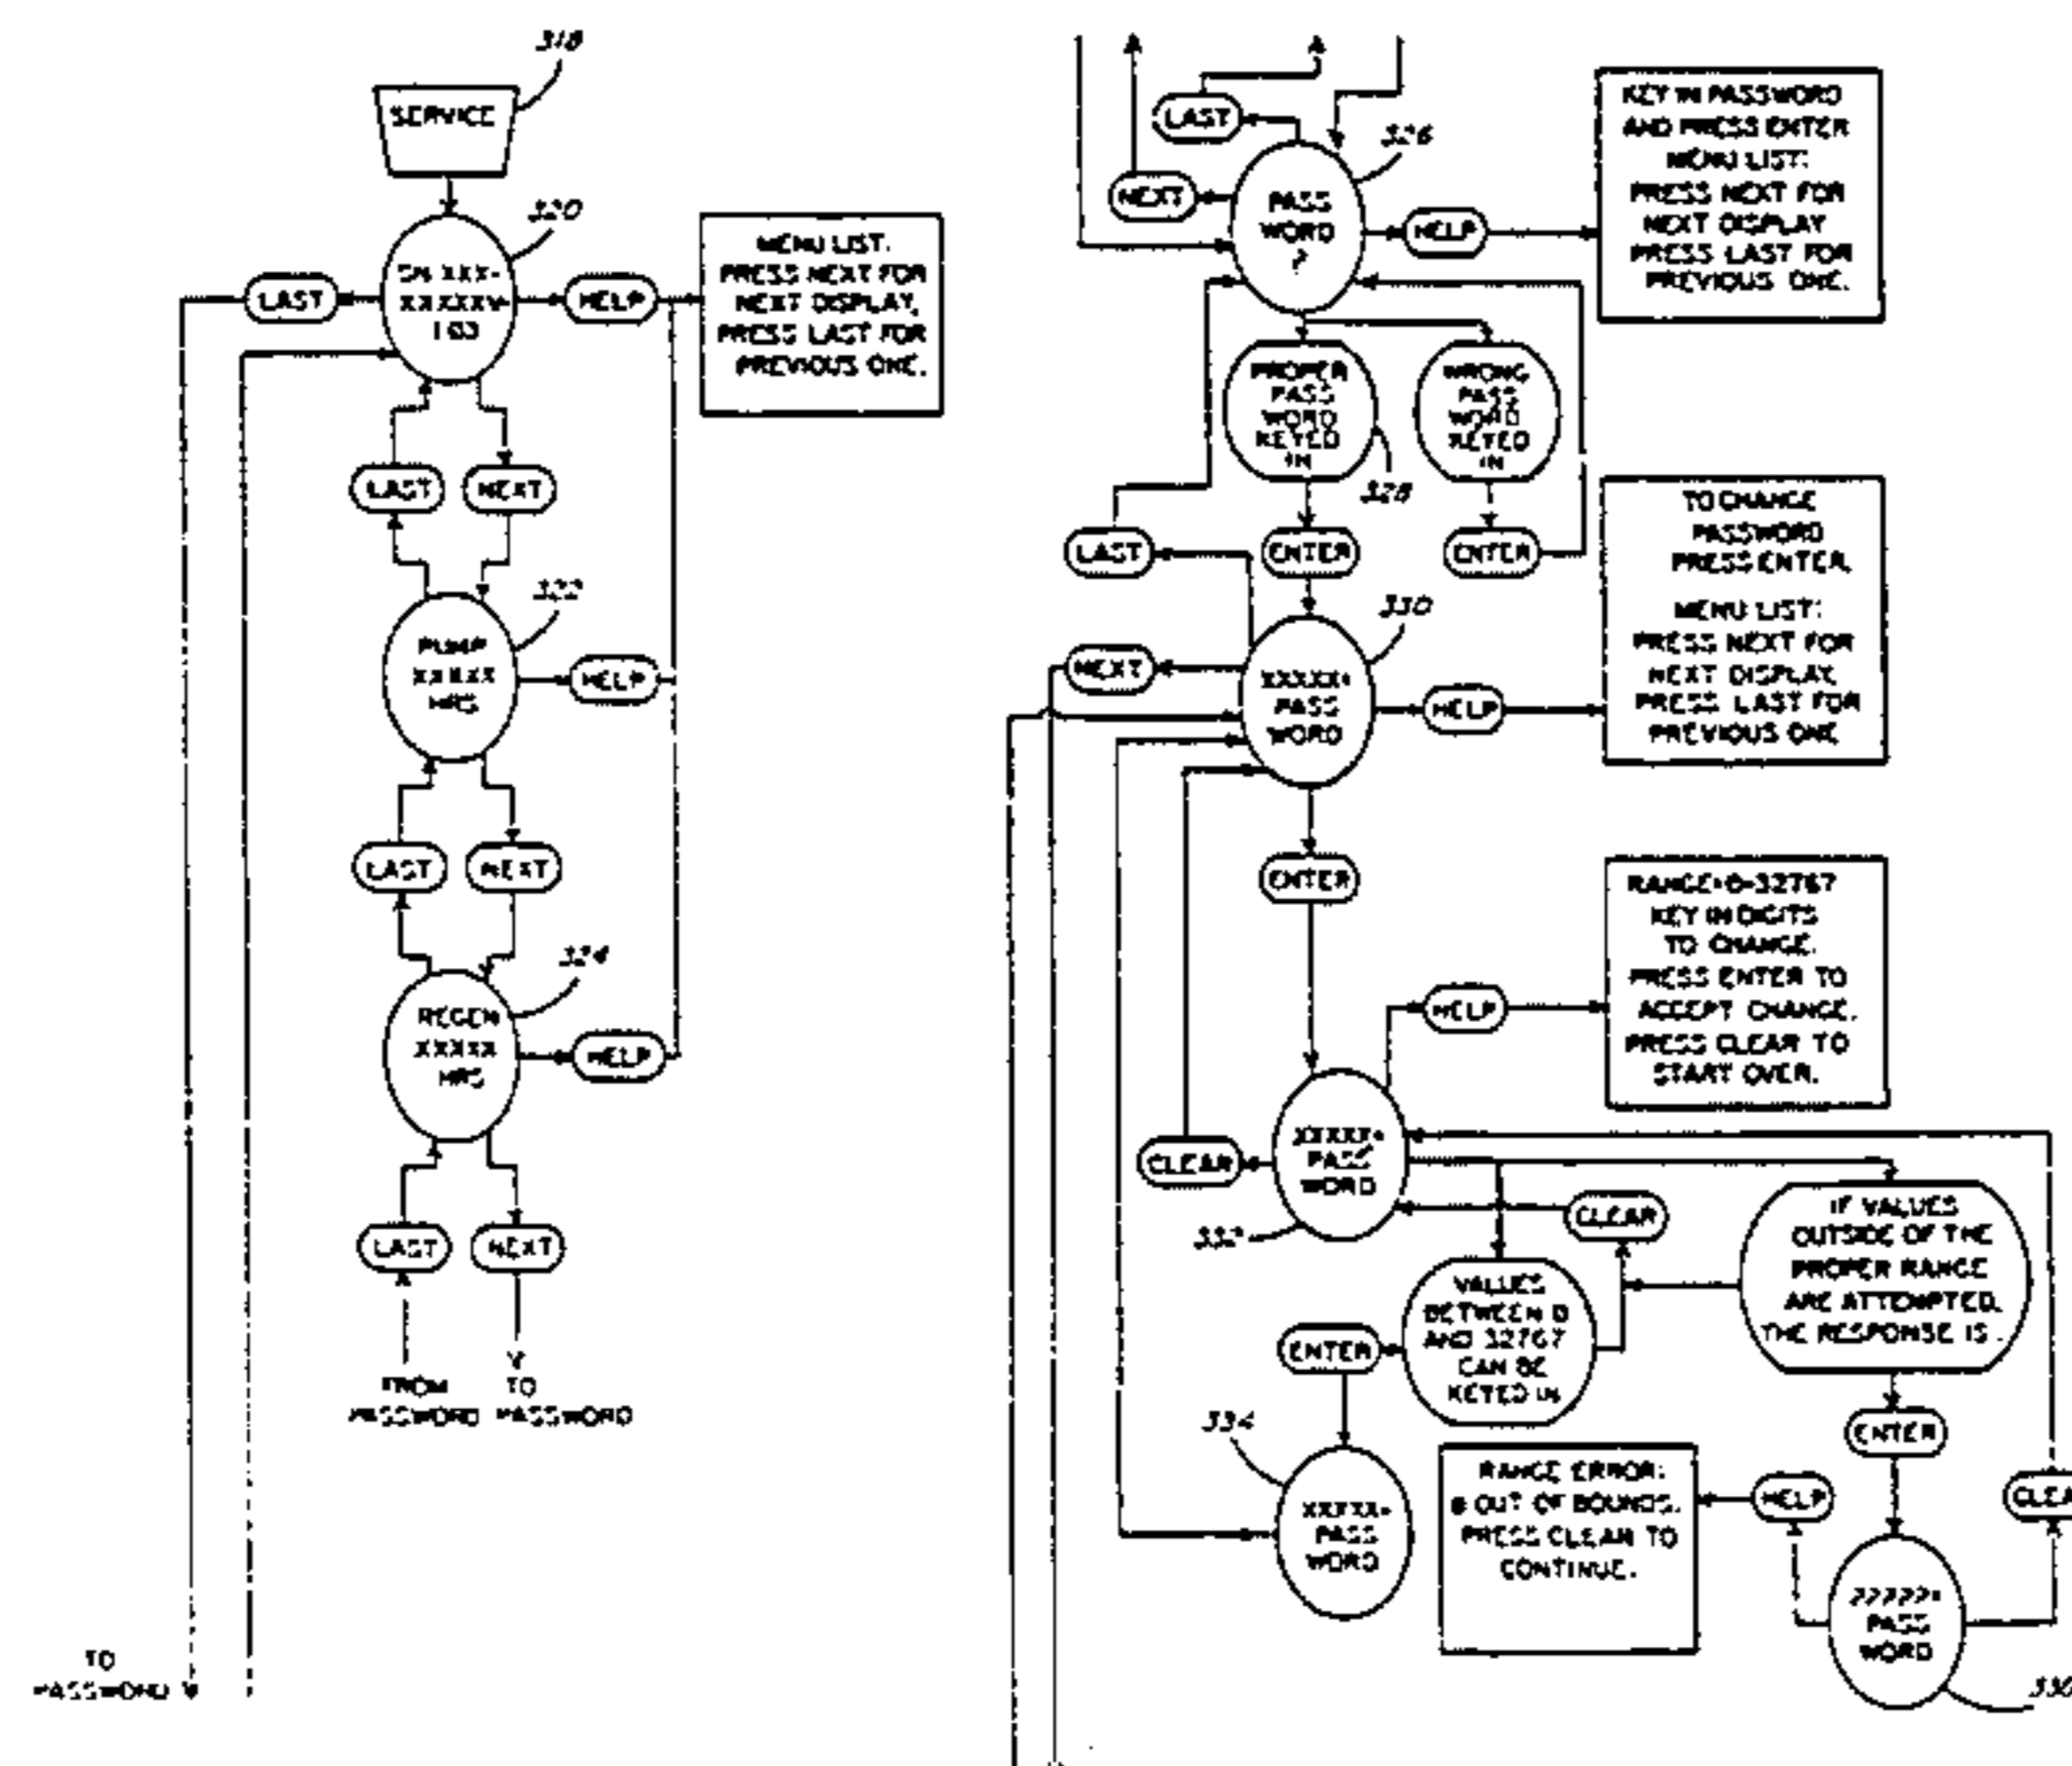 318
SERVICE
320
SN XXX-
XXXXXV-
1.03
LAST
HELP
MENU LIST:
PRESS NEXT FOR
NEXT DISPLAY,
PRESS LAST FOR
PREVIOUS ONE.
LAST
NEXT
322
PUMP
XXXXX
HRS
HELP
LAST
NEXT
324
REGEN
XXXXX
HRS
HELP
LAST
NEXT
FROM
PASSWORD
TO
PASSWORD
TO
PASSWORD
LAST
326
NEXT
PASS
WORD
?
HELP
KEY IN PASSWORD
AND PRESS ENTER
MENU LIST:
PRESS NEXT FOR
NEXT DISPLAY
PRESS LAST FOR
PREVIOUS ONE.
PROPER
PASS
WORD
KEYED
IN
328
WRONG
PASS
WORD
KEYED
IN
LAST
ENTER
ENTER
TO CHANGE
PASSWORD
PRESS ENTER.
MENU LIST:
PRESS NEXT FOR
NEXT DISPLAY,
PRESS LAST FOR
PREVIOUS ONE
330
NEXT
XXXXX=
PASS
WORD
HELP
ENTER
RANGE=0-32767
KEY IN DIGITS
TO CHANGE.
PRESS ENTER TO
ACCEPT CHANGE.
PRESS CLEAR TO
START OVER.
HELP
CLEAR
XXXXX=
PASS
WORD
332
CLEAR
IF VALUES
OUTSIDE OF THE
PROPER RANGE
ARE ATTEMPTED,
THE RESPONSE IS.
VALUES
BETWEEN 0
AND 32767
CAN BE
KEYED IN
ENTER
ENTER
334
XXXXX=
PASS
WORD
RANGE ERROR:
# OUT OF BOUNDS.
PRESS CLEAR TO
CONTINUE.
HELP
CLEA
?????=
PASS
WORD